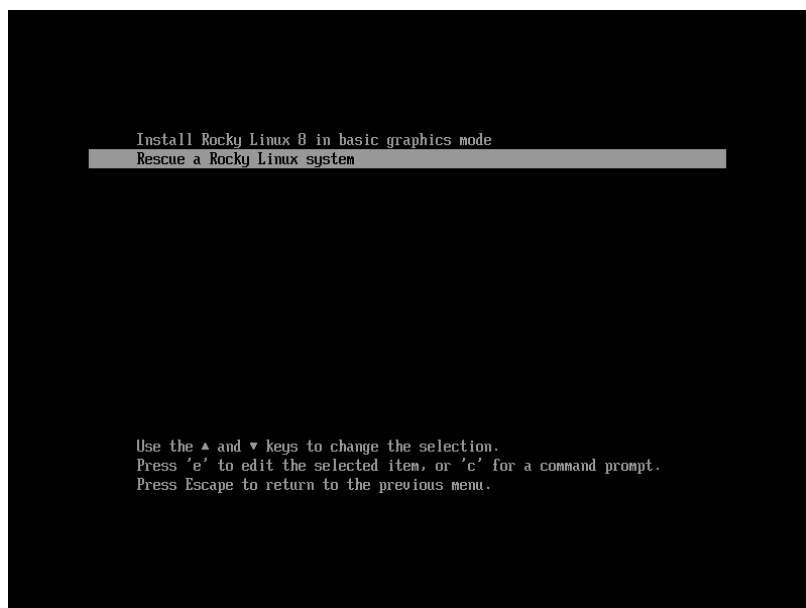 Install Rocky Linux 8 in basic graphics mode
Rescue a Rocky Linux system
Use the ▲ and ▼ keys to change the selection.
Press 'e' to edit the selected item, or 'c' for a command prompt.
Press Escape to return to the previous menu.